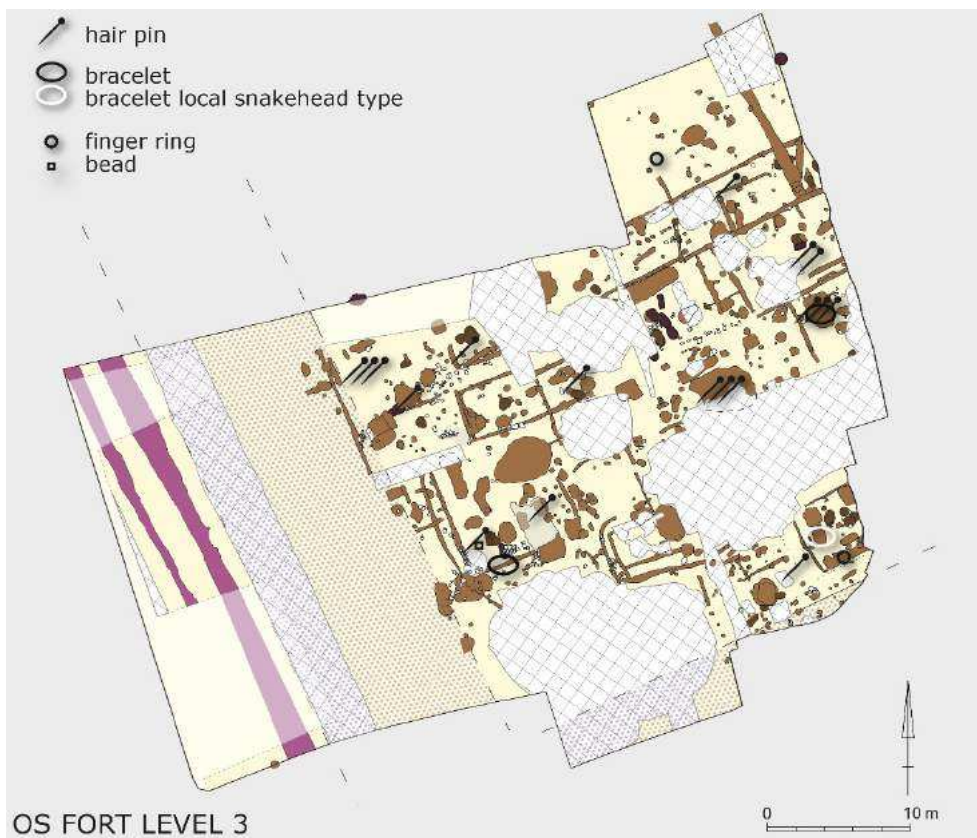 hair pin
bracelet
bracelet local snakehead type
finger ring
bead
OS FORT LEVEL 3
0 10 m